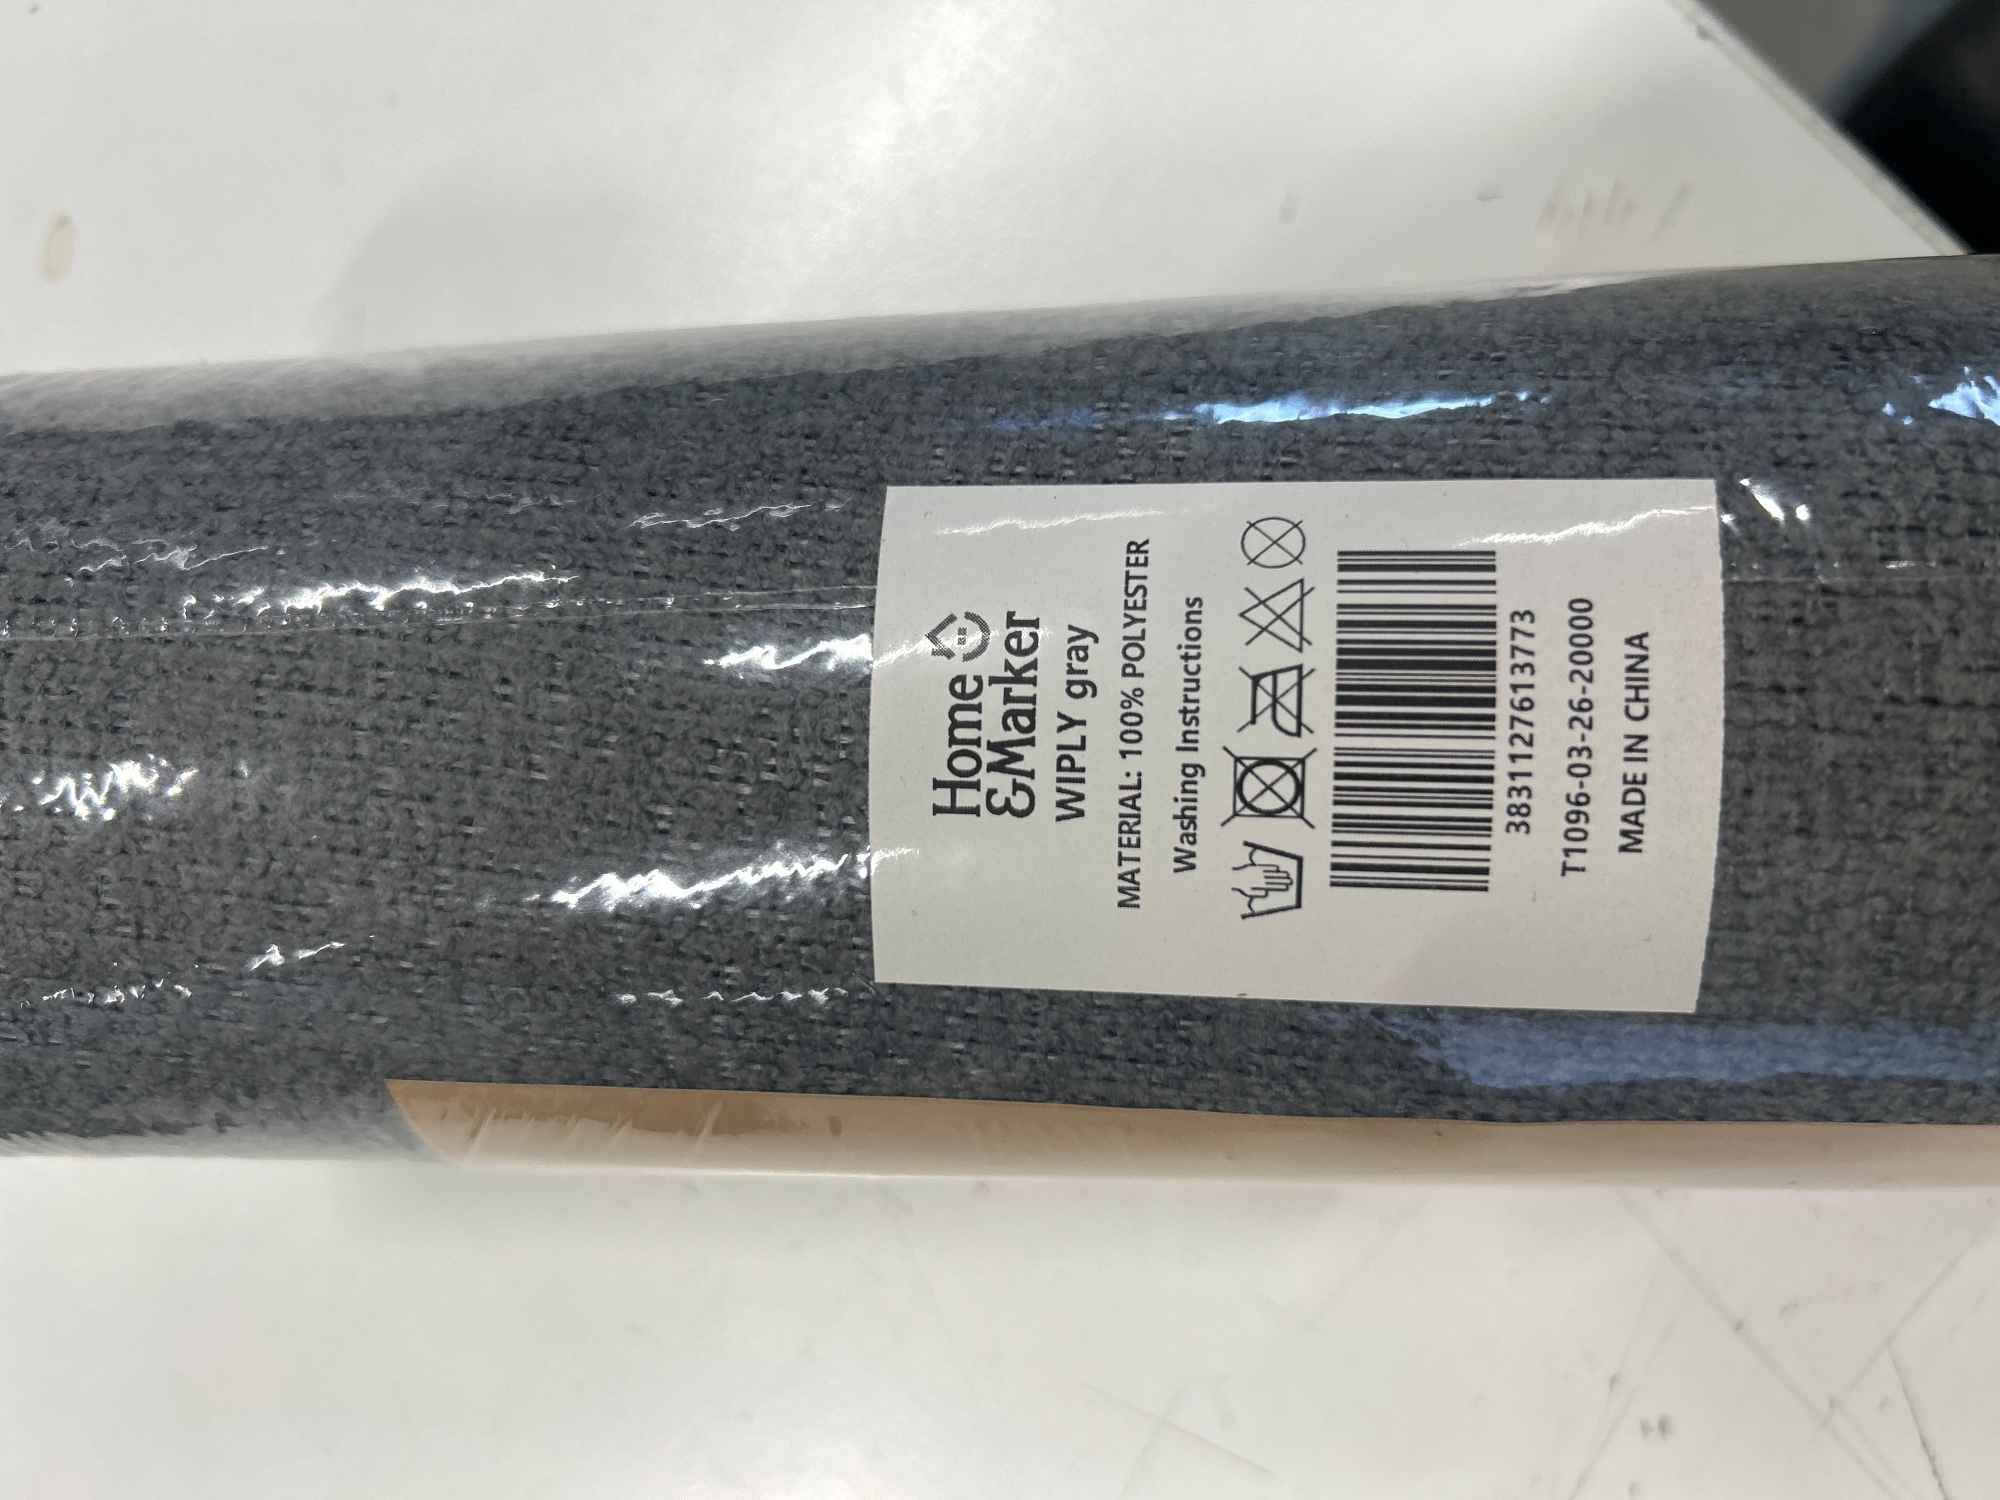 Home
&Marker
WIPLY gray
MATERIAL: 100% POLYESTER
Washing Instructions
3831127613773
T1096-03-26-20000
MADE IN CHINA